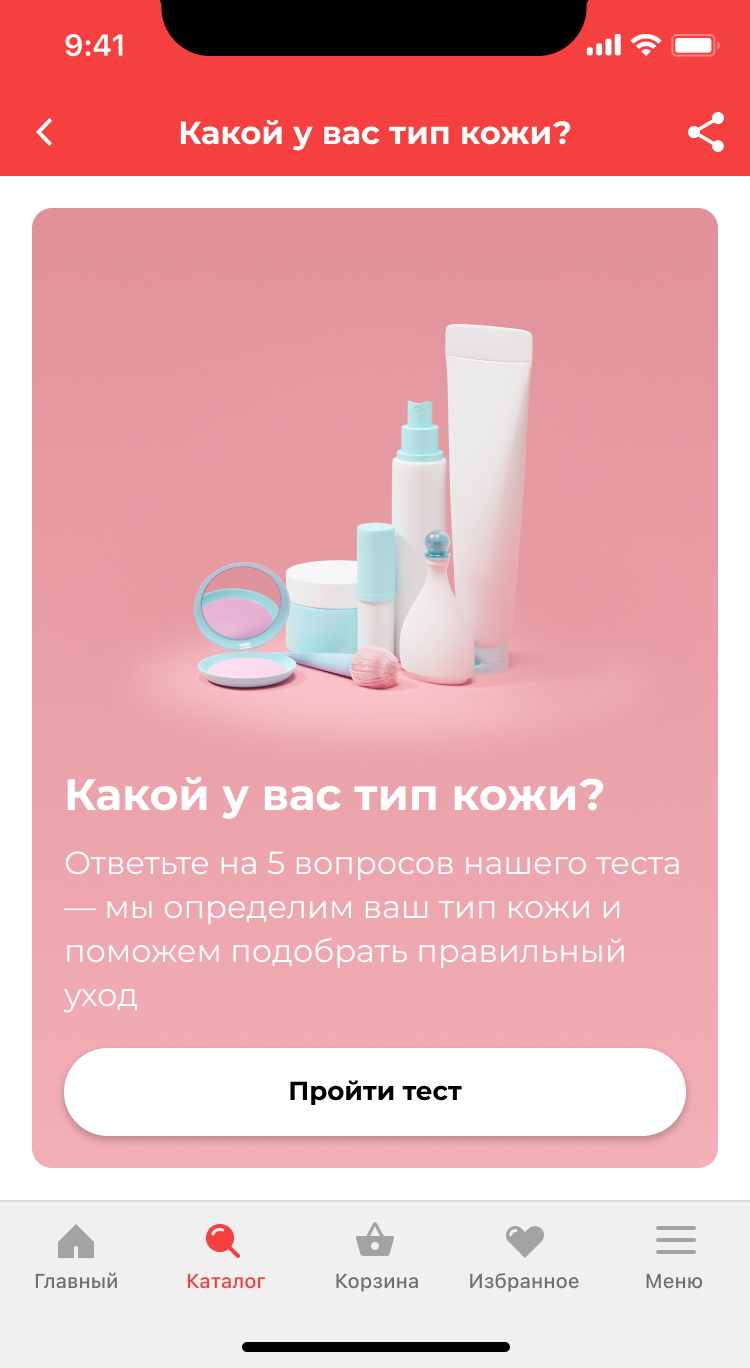 9:41
Какой у вас тип кожи?
Какой у вас тип кожи?
Ответьте на 5 вопросов нашего теста
— мы определим ваш тип кожи и
поможем подобрать правильный
уход
Пройти тест
Главный
Каталог
Корзина
Избранное
Меню